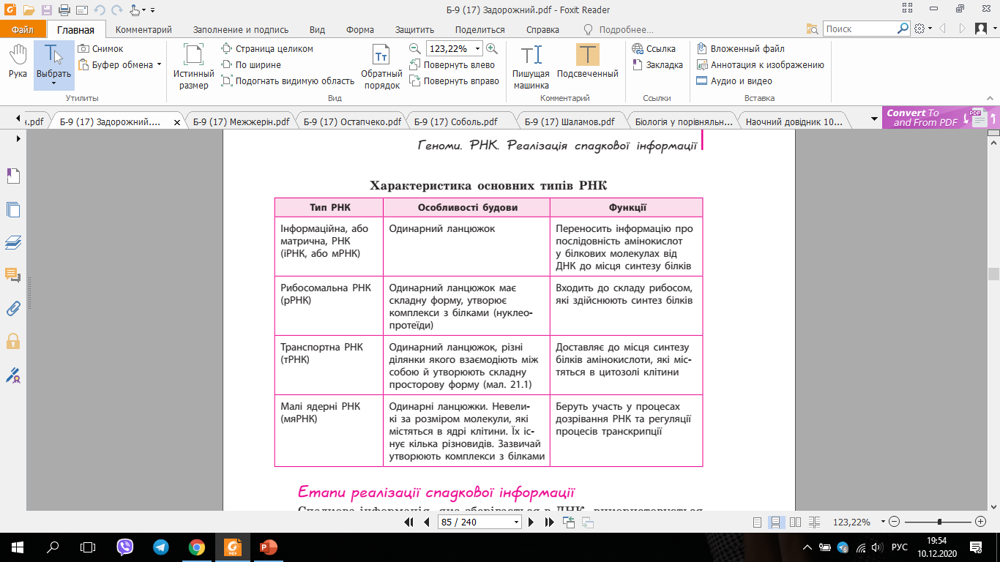 Б-9 (17) Задорожний.pdf - Foxit Reader
Файл Главная Комментарий Заполнение и подпись Вид Форма Защитить Поделиться Справка Подробнее... Поиск
Рука
Выбрать
Снимок
Буфер обмена
Утилиты
Истинный
размер
Страница целиком
По ширине
Подогнать видимую область
Обратный
порядок
123,22%
Повернуть влево
Повернуть вправо
Вид
Пишущая
машинка
Подсвеченный
Комментарий
Ссылка
Закладка
Ссылки
Вложенный файл
Аннотация к изображению
Аудио и видео
Вставка
н.pdf Б-9 (17) Задорожний.... Б-9 (17) Межжерін.pdf Б-9 (17) Остапчеко.pdf Б-9 (17) Соболь.pdf Б-9 (17) Шаламов.pdf Біологія у порівняльн... Наочний довідник 10...
Convert To
and From PDF
PDF
Геноми. РНК. Реалізація спадкової інформації
Характеристика основних типів РНК
Тип РНК Особливості будови Функції
Інформаційна, або
матрична, РНК
(іРНК, або мРНК)
Одинарний ланцюжок
Переносить інформацію про
послідовність амінокислот
у білкових молекулах від
ДНК до місця синтезу білків
Рибосомальна РНК
(рРНК)
Одинарний ланцюжок має
складну форму, утворює
комплекси з білками (нуклео-
протеїди)
Входить до складу рибосом,
які здійснюють синтез білків
Транспортна РНК
(тРНК)
Одинарний ланцюжок, різні
ділянки якого взаємодіють між
собою й утворюють складну
просторову форму (мал. 21.1)
Доставляє до місця синтезу
білків амінокислоти, які міс-
тяться в цитозолі клітини
Малі ядерні РНК
(мяРНК)
Одинарні ланцюжки. Невели-
кі за розміром молекули, які
містяться в ядрі клітини. Їх іс-
нує кілька різновидів. Зазвичай
утворюють комплекси з білками
Беруть участь у процесах
дозрівання РНК та регуляції
процесів транскрипції
Етапи реалізації спадкової інформації
Спадкова інформація, яка зберігається в ДНК, використовується
85 / 240
123,22%
РУС
19:54
10.12.2020